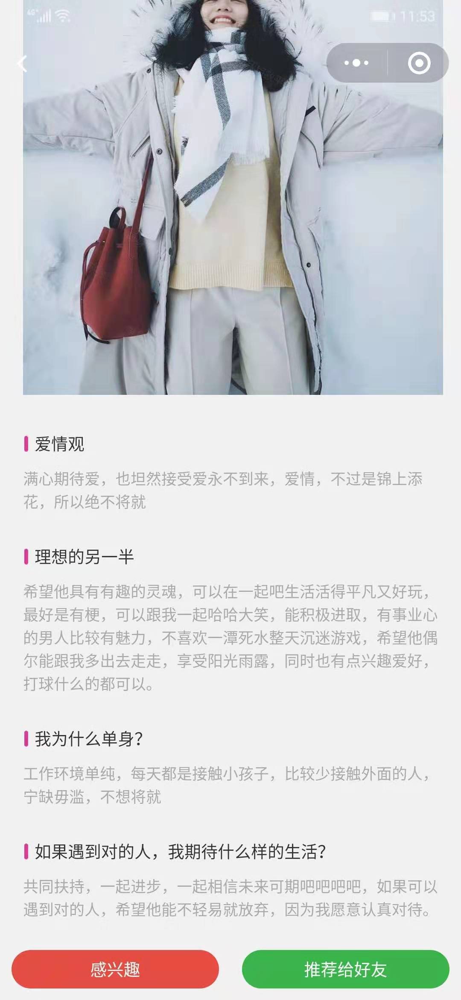 4G+
11:53
爱情观
满心期待爱，也坦然接受爱永不到来，爱情，不过是锦上添
花，所以绝不将就
理想的另一半
希望他具有有趣的灵魂，可以在一起吧生活活得平凡又好玩，
最好是有梗，可以跟我一起哈哈大笑，能积极进取，有事业心
的男人比较有魅力，不喜欢一潭死水整天沉迷游戏，希望他偶
尔能跟我多出去走走，享受阳光雨露，同时也有点兴趣爱好，
打球什么的都可以。
我为什么单身？
工作环境单纯，每天都是接触小孩子，比较少接触外面的人，
宁缺毋滥，不想将就
如果遇到对的人，我期待什么样的生活？
共同扶持，一起进步，一起相信未来可期吧吧吧吧，如果可以
遇到对的人，希望他能不轻易就放弃，因为我愿意认真对待。
感兴趣
推荐给好友